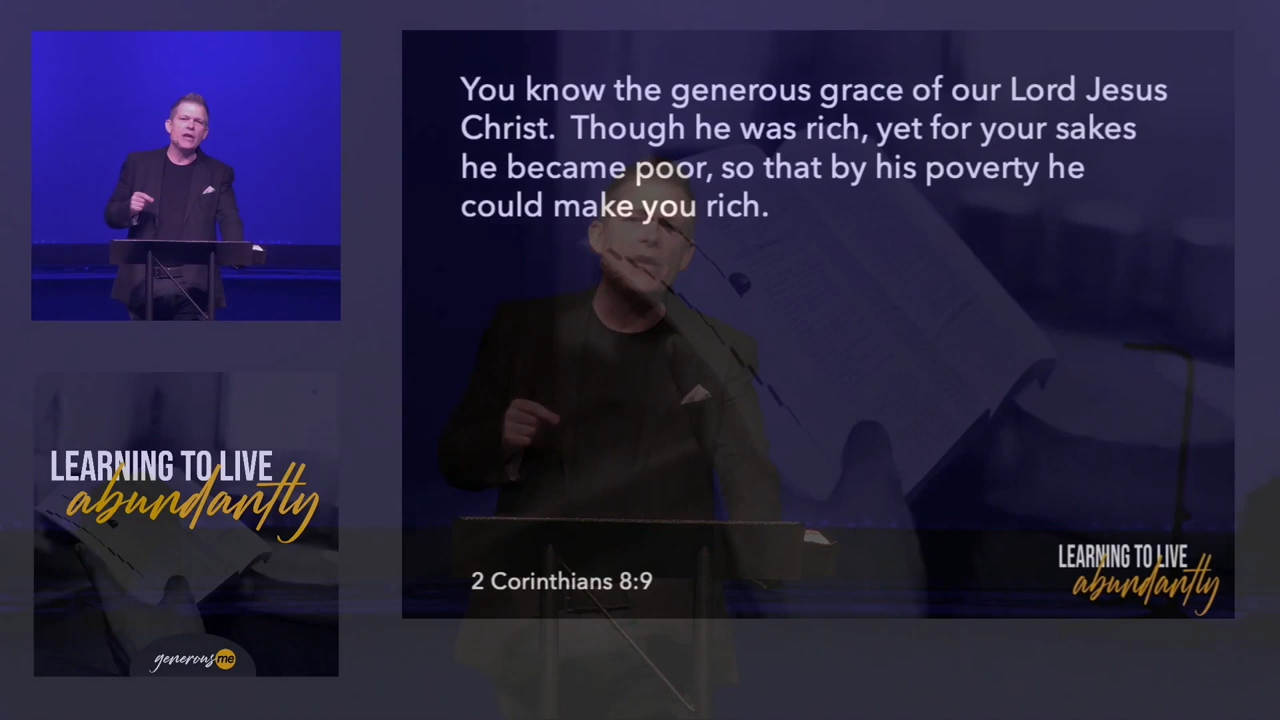 You know the generous grace of our Lord Jesus
Christ.  Though he was rich, yet for your sakes
he became poor, so that by his poverty he
could make you rich.
2 Corinthians 8:9
LEARNING TO LIVE
abundantly
LEARNING TO LIVE
abundantly
generous me